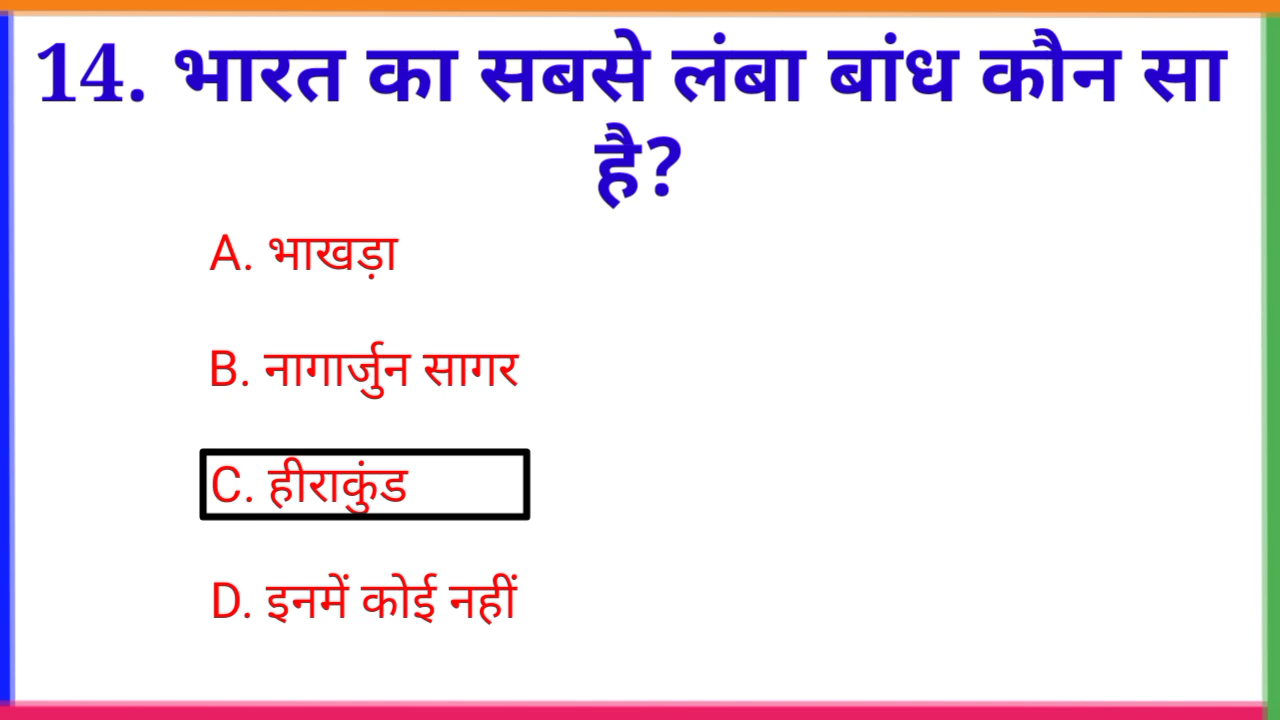 14. भारत का सबसे लंबा बांध कौन सा
है?
A. भाखड़ा
B. नागार्जुन सागर
C. हीराकुंड
D. इनमें कोई नहीं